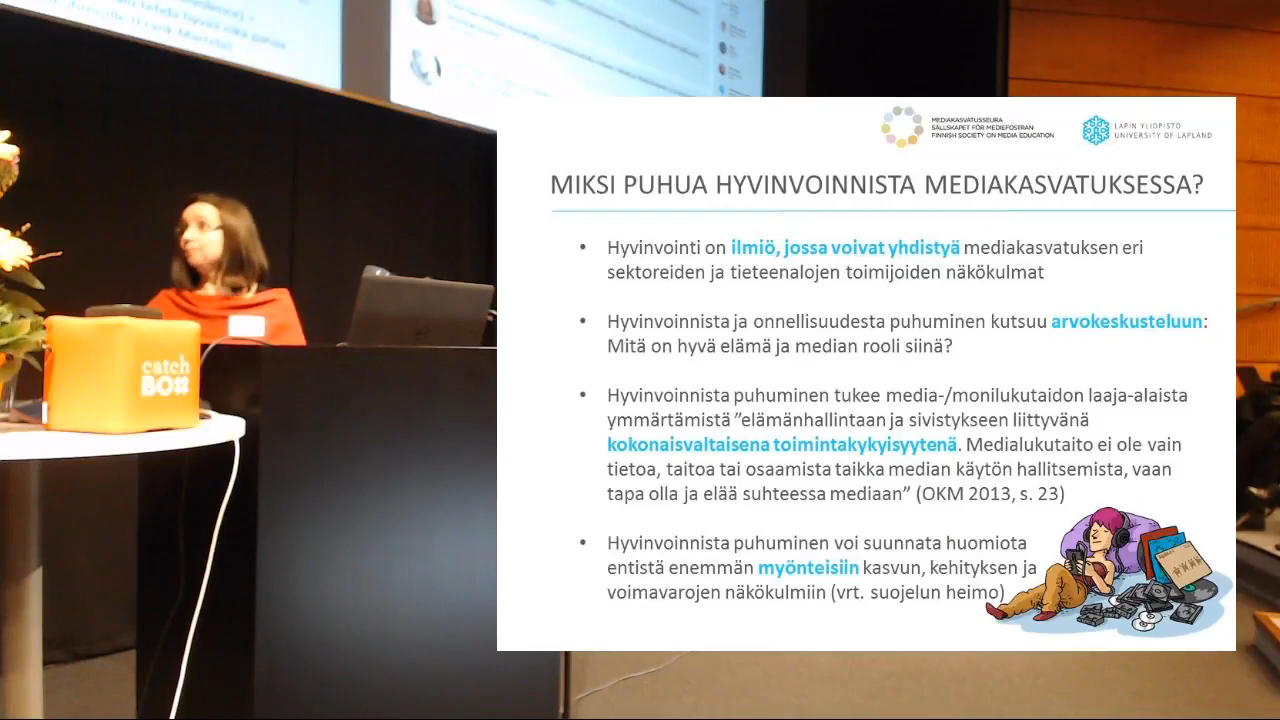 MEDIAKASVATUSSEURA
SÄLLSKAPET FÖR MEDIEFOSTRAN
FINNISH SOCIETY ON MEDIA EDUCATION
LAPIN YLIOPISTO
UNIVERSITY OF LAPLAND
MIKSI PUHUA HYVINVOINNISTA MEDIAKASVATUKSESSA?
• Hyvinvointi on ilmiö, jossa voivat yhdistyä mediakasvatuksen eri
sektoreiden ja tieteenalojen toimijoiden näkökulmat
• Hyvinvoinnista ja onnellisuudesta puhuminen kutsuu arvokeskusteluun:
Mitä on hyvä elämä ja median rooli siinä?
• Hyvinvoinnista puhuminen tukee media-/monilukutaidon laaja-alaista
ymmärtämistä ”elämänhallintaan ja sivistykseen liittyvänä
kokonaisvaltaisena toimintakykyisyytenä. Medialukutaito ei ole vain
tietoa, taitoa tai osaamista taikka median käytön hallitsemista, vaan
tapa olla ja elää suhteessa mediaan” (OKM 2013, s. 23)
• Hyvinvoinnista puhuminen voi suunnata huomiota
entistä enemmän myönteisiin kasvun, kehityksen ja
voimavarojen näkökulmiin (vrt. suojelun heimo)
catch
BOX